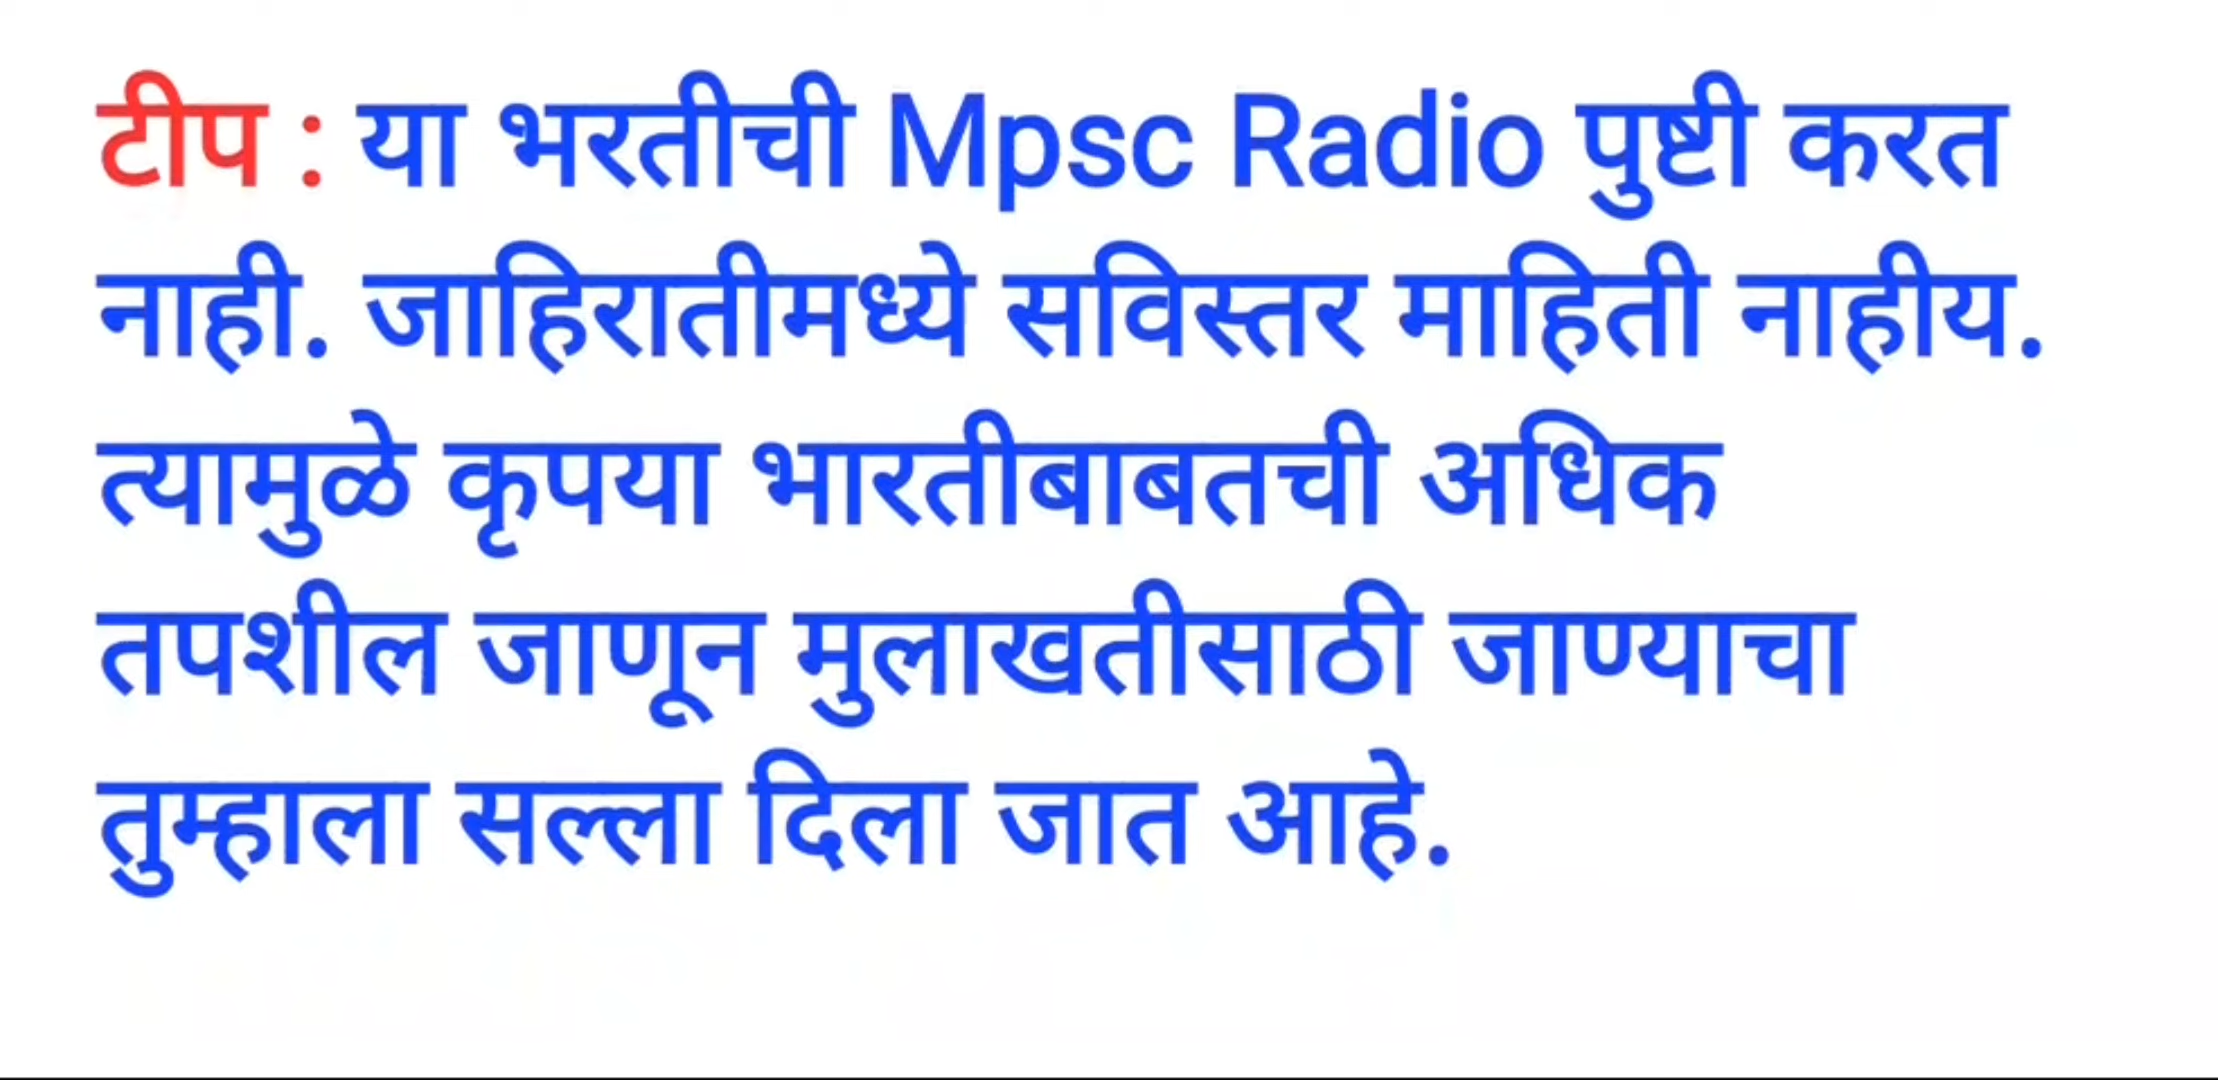 टीप : या भरतीची Mpsc Radio पुष्टी करत
नाही. जाहिरातीमध्ये सविस्तर माहिती नाहीय.
त्यामुळे कृपया भारतीबाबतची अधिक
तपशील जाणून मुलाखतीसाठी जाण्याचा
तुम्हाला सल्ला दिला जात आहे.